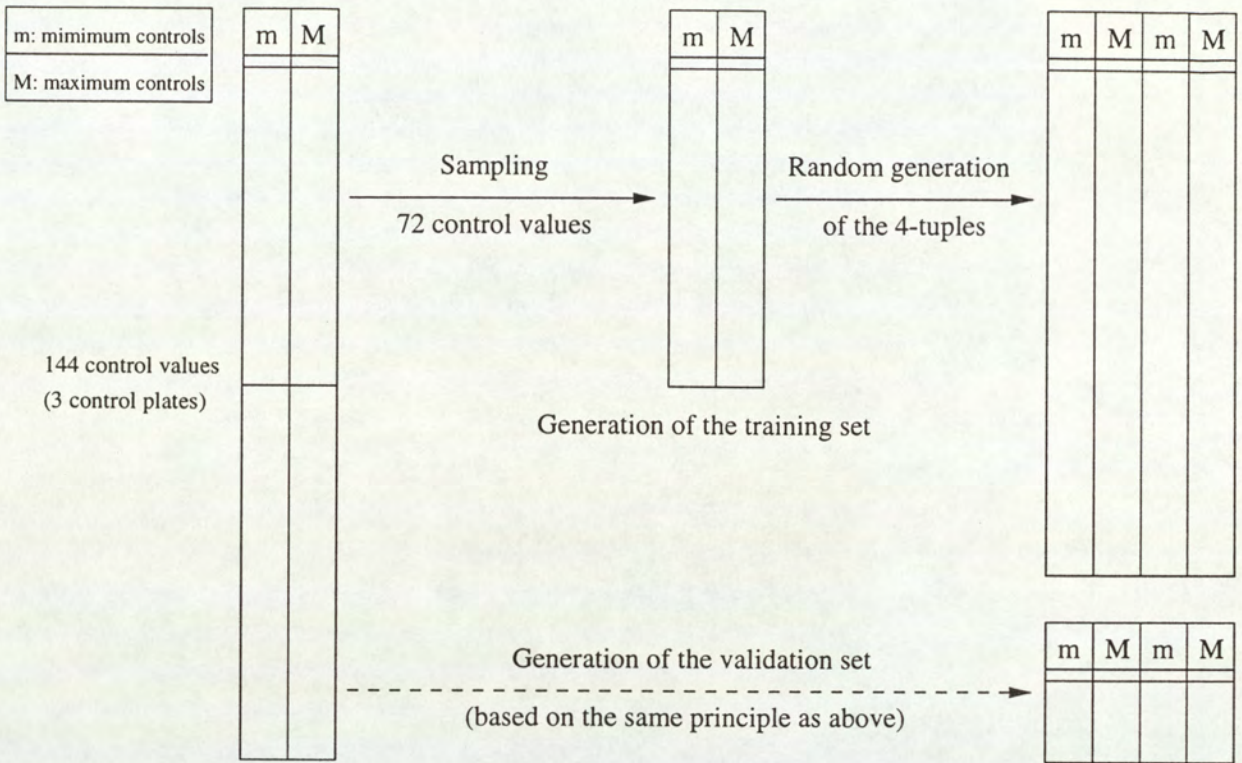 m: mimimum controls
M: maximum controls
m M
m M
m M m M
Sampling
72 control values
Random generation
of the 4-tuples
144 control values
(3 control plates)
Generation of the training set
Generation of the validation set
(based on the same principle as above)
m M m M